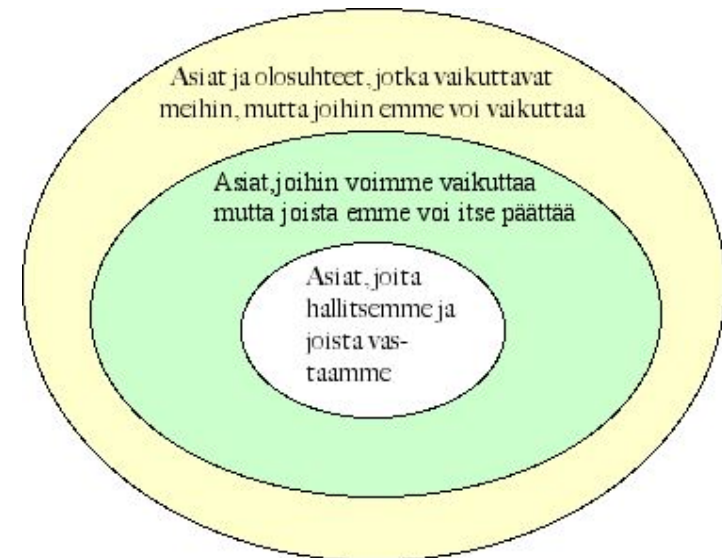 Asiat ja olosuhteet, jotka vaikuttavat
meihin, mutta joihin emme voi vaikuttaa
Asiat,joihin voimme vaikuttaa
mutta joista emme voi itse päättää
Asiat, joita
hallitsemme ja
joista vas-
taamme